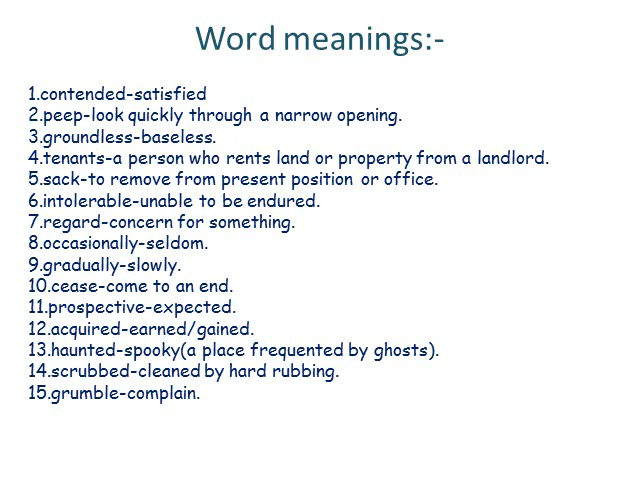 Word meanings:-
1.contended-satisfied
2.peep-look quickly through a narrow opening.
3.groundless-baseless.
4.tenants-a person who rents land or property from a landlord.
5.sack-to remove from present position or office.
6.intolerable-unable to be endured.
7.regard-concern for something.
8.occasionally-seldom.
9.gradually-slowly.
10.cease-come to an end.
11.prospective-expected.
12.acquired-earned/gained.
13.haunted-spooky(a place frequented by ghosts).
14.scrubbed-cleaned by hard rubbing.
15.grumble-complain.